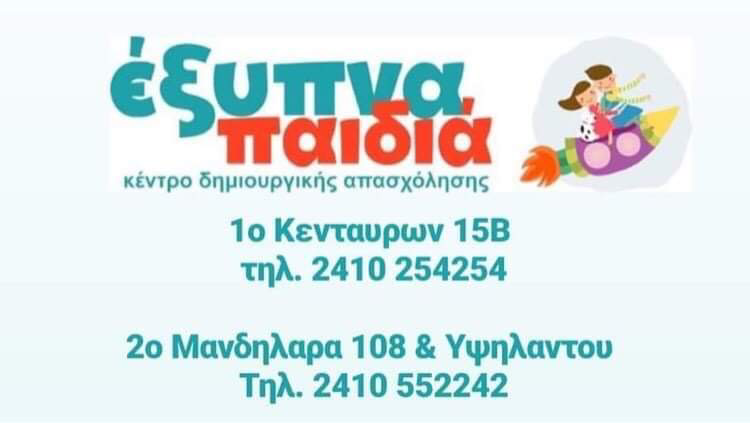 έξυπνα
παιδιά
κέντρο δημιουργικής απασχόλησης
1ο Κενταυρων 15Β
τηλ. 2410 254254
2ο Μανδηλαρα 108 & Υψηλαντου
Τηλ. 2410 552242